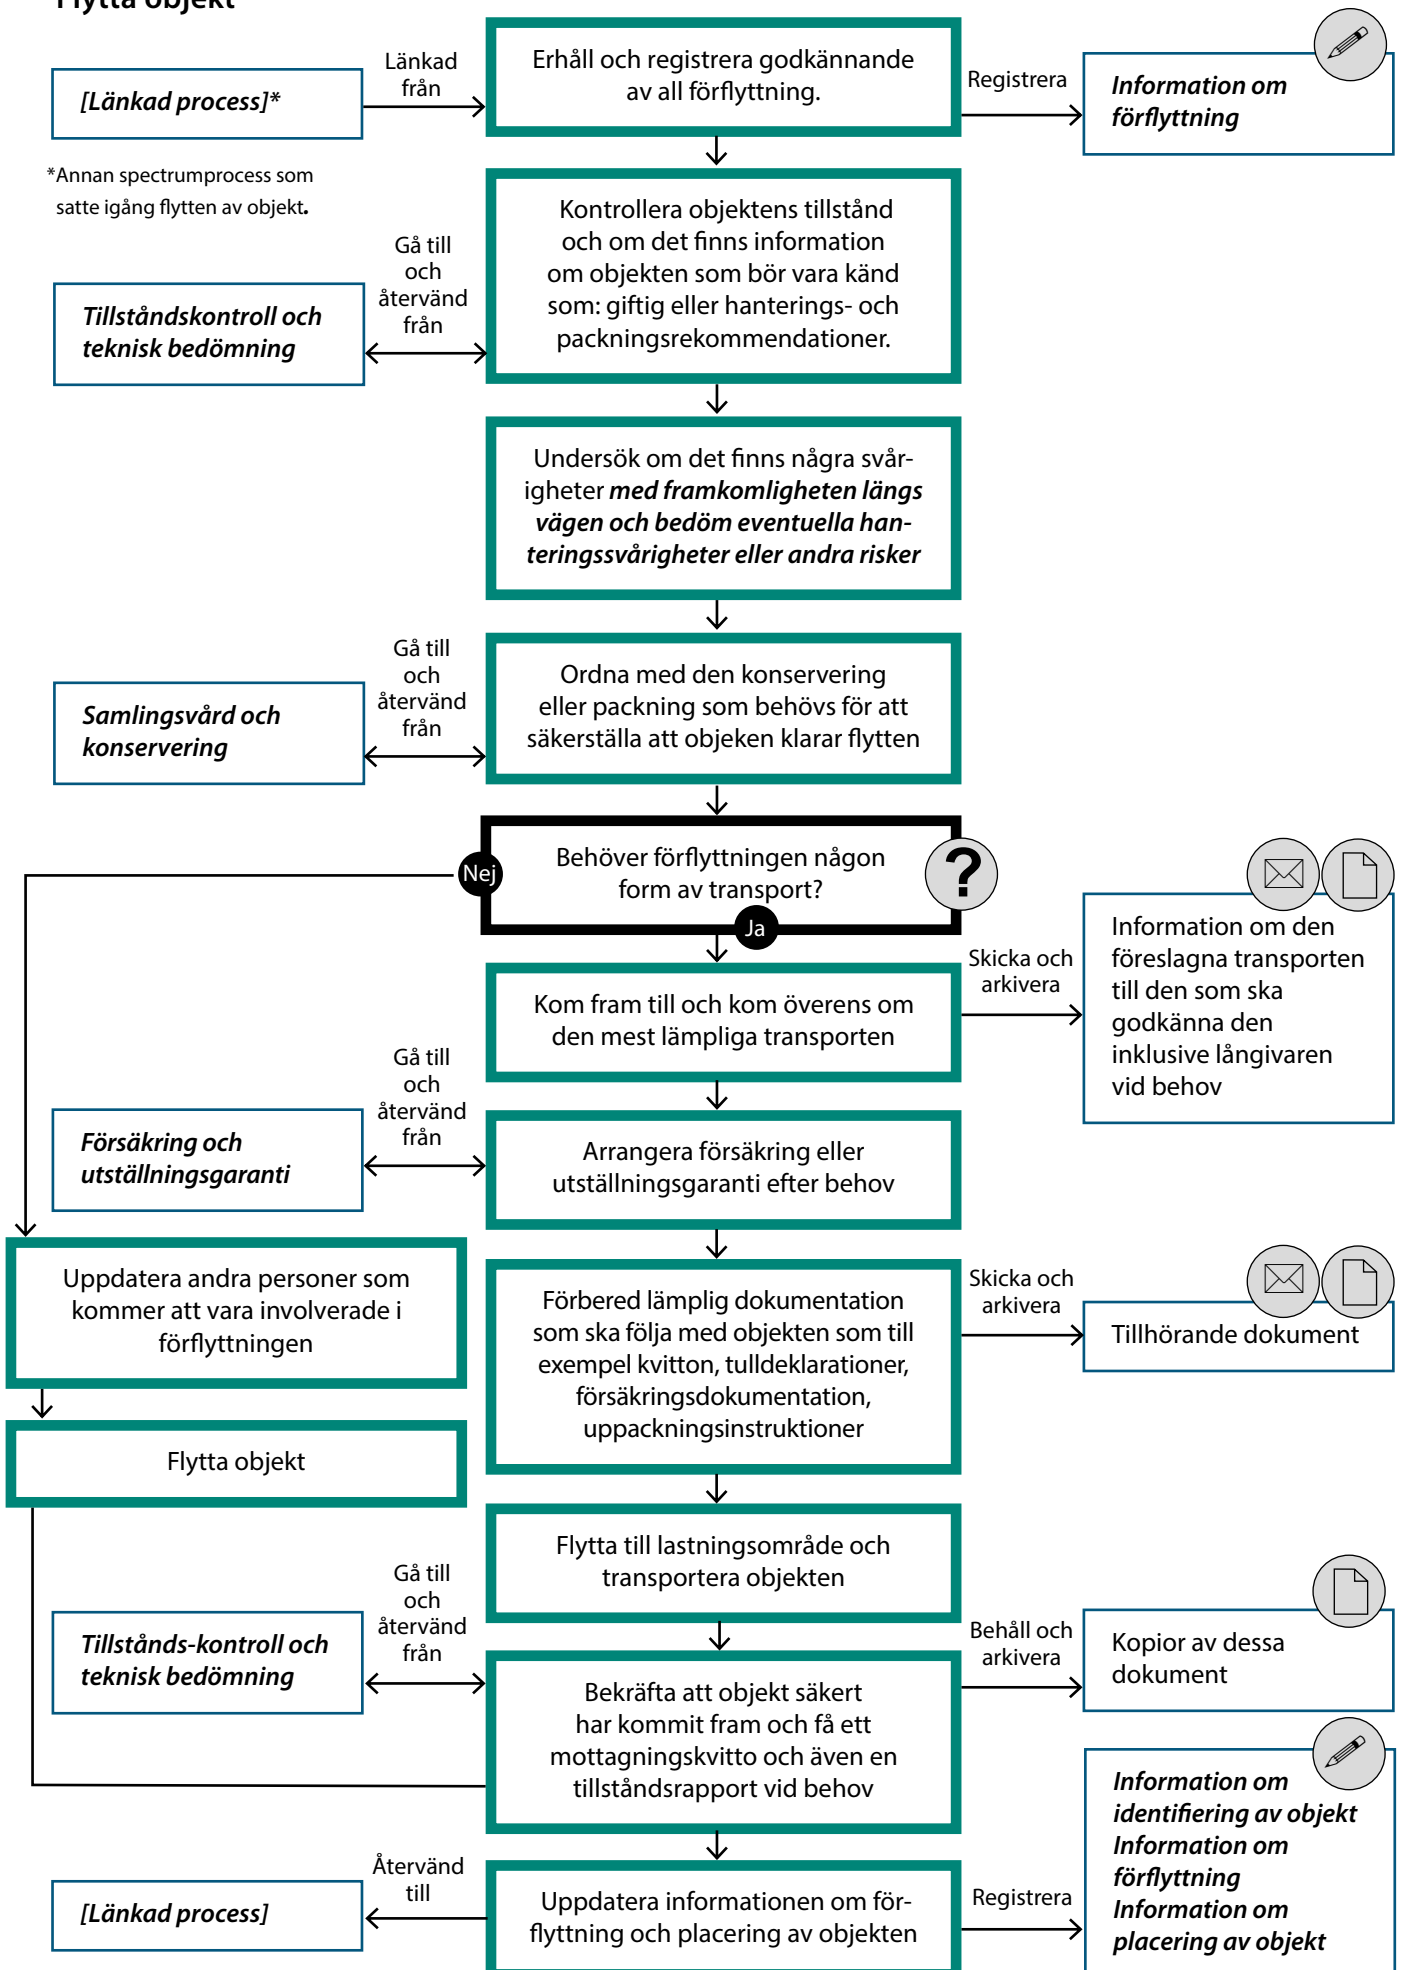 Flytta objekt
[Länkad process]*
Länkad
från
Erhåll och registrera godkännande
av all förflyttning.
Registrera
Information om
förflyttning
*Annan spectrumprocess som
satte igång flytten av objekt.
Kontrollera objektens tillstånd
och om det finns information
om objekten som bör vara känd
som: giftig eller hanterings- och
packningsrekommendationer.
Gå till
och
återvänd
från
Tillståndskontroll och
teknisk bedömning
Undersök om det finns några svår-
igheter med framkomligheten längs
vägen och bedöm eventuella han-
teringssvårigheter eller andra risker
Gå till
och
återvänd
från
Samlingsvård och
konservering
Ordna med den konservering
eller packning som behövs för att
säkerställa att objeken klarar flytten
Behöver förflyttningen någon
form av transport?
?
Nej
Ja
Kom fram till och kom överens om
den mest lämpliga transporten
Skicka och
arkivera
Information om den
föreslagna transporten
till den som ska
godkänna den
inklusive långivaren
vid behov
Gå till
och
återvänd
från
Försäkring och
utställningsgaranti
Arrangera försäkring eller
utställningsgaranti efter behov
Uppdatera andra personer som
kommer att vara involverade i
förflyttningen
Förbered lämplig dokumentation
som ska följa med objekten som till
exempel kvitton, tulldeklarationer,
försäkringsdokumentation,
uppackningsinstruktioner
Skicka och
arkivera
Tillhörande dokument
Flytta objekt
Flytta till lastningsområde och
transportera objekten
Gå till
och
återvänd
från
Tillstånds-kontroll och
teknisk bedömning
Bekräfta att objekt säkert
har kommit fram och få ett
mottagningskvitto och även en
tillståndsrapport vid behov
Behåll och
arkivera
Kopior av dessa
dokument
Återvänd
till
[Länkad process]
Uppdatera informationen om för-
flyttning och placering av objekten
Registrera
Information om
identifiering av objekt
Information om
förflyttning
Information om
placering av objekt